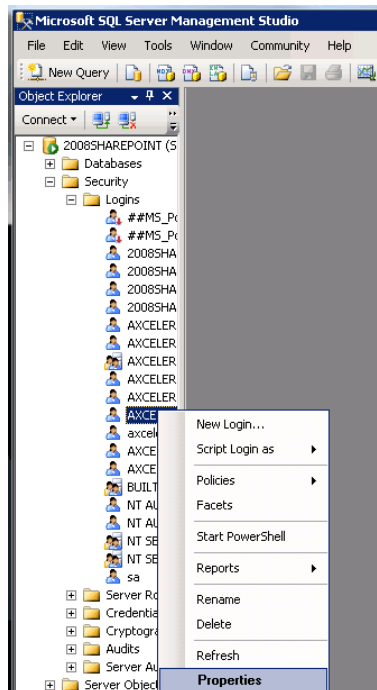 Microsoft SQL Server Management Studio
File Edit View Tools Window Community Help
New Query
Object Explorer
Connect
2008SHAREPOINT (S
Databases
Security
Logins
##MS_Po
##MS_Po
2008SHA
2008SHA
2008SHA
2008SHA
AXCELER
AXCELER
AXCELER
AXCELER
AXCELER
AXCE
axcele
AXCE
AXCE
BUILT
NT AU
NT AU
NT SE
NT SE
sa
Server Ro
Credentia
Cryptogra
Audits
Server Au
Server Object
New Login...
Script Login as
Policies
Facets
Start PowerShell
Reports
Rename
Delete
Refresh
Properties